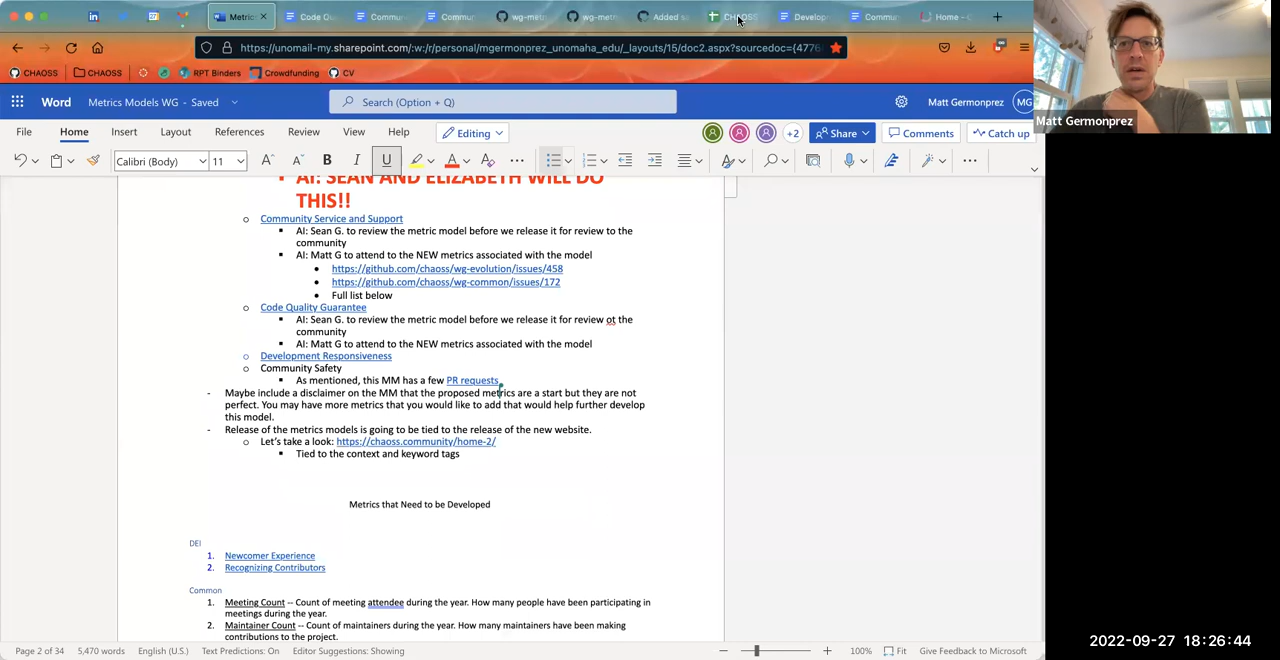 Metric
Code Qu
Commu
Commur
wg-metr
wg-metr
Added s
CHAOSS
Develop
Commu
Home - C
https://unomail-my.sharepoint.com/:w:/r/personal/mgermonprez_unomaha_edu/_layouts/15/doc2.aspx?sourcedoc={4776
CHAOSS
CHAOSS
RPT Binders
Crowdfunding
CV
Word
Metrics Models WG - Saved
Search (Option + Q)
Matt Germonprez
MG
Matt Germonprez
File Home Insert Layout References Review View Help Editing +2 Share Comments Catch up
Calibri (Body) 11 A A B I U A A
AI: SEAN AND ELIZABETH WILL DO
THIS!!
o Community Service and Support
▪ AI: Sean G. to review the metric model before we release it for review to the
community
▪ AI: Matt G to attend to the NEW metrics associated with the model
• https://github.com/chaoss/wg-evolution/issues/458
• https://github.com/chaoss/wg-common/issues/172
• Full list below
o Code Quality Guarantee
▪ AI: Sean G. to review the metric model before we release it for review ot the
community
▪ AI: Matt G to attend to the NEW metrics associated with the model
o Development Responsiveness
o Community Safety
▪ As mentioned, this MM has a few PR requests.
- Maybe include a disclaimer on the MM that the proposed metrics are a start but they are not
perfect. You may have more metrics that you would like to add that would help further develop
this model.
- Release of the metrics models is going to be tied to the release of the new website.
o Let's take a look: https://chaoss.community/home-2/
▪ Tied to the context and keyword tags
Metrics that Need to be Developed
DEI
1. Newcomer Experience
2. Recognizing Contributors
Common
1. Meeting Count -- Count of meeting attendee during the year. How many people have been participating in
meetings during the year.
2. Maintainer Count -- Count of maintainers during the year. How many maintainers have been making
contributions to the project.
Page 2 of 34 5,470 words English (U.S.) Text Predictions: On Editor Suggestions: Showing 100% Fit Give Feedback to Microsoft
2022-09-27 18:26:44